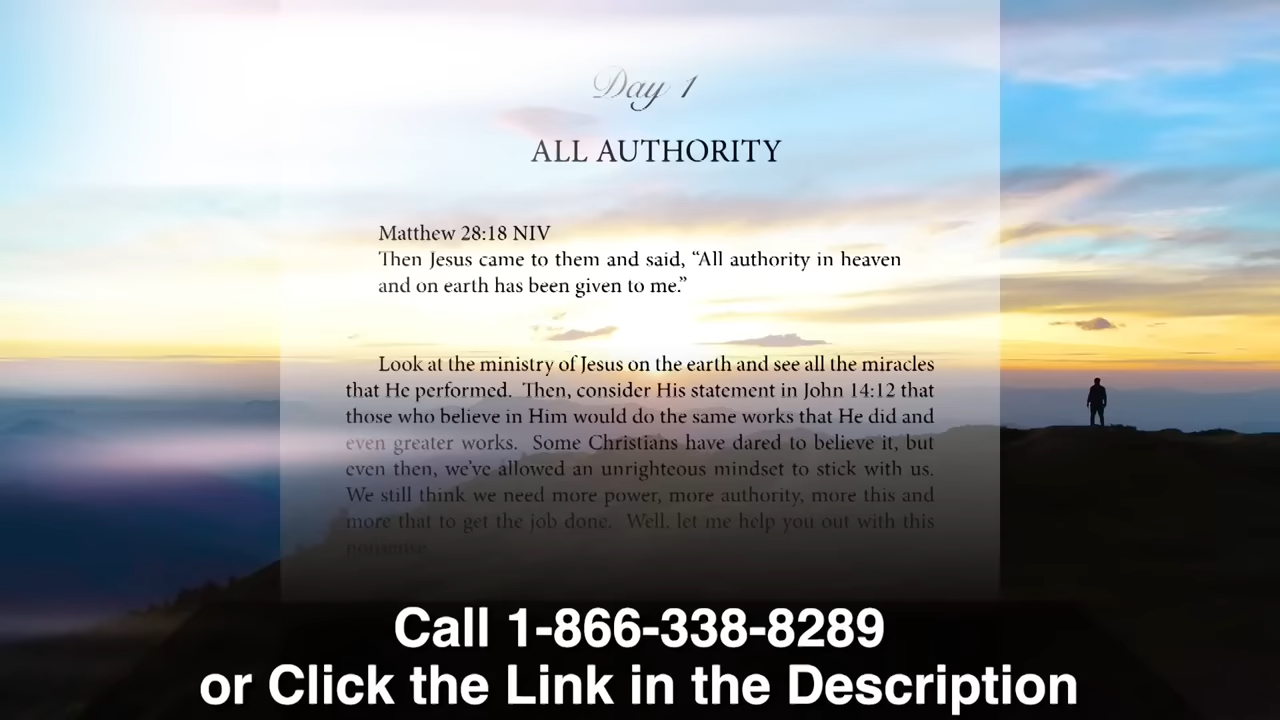 Day 1
ALL AUTHORITY
Matthew 28:18 NIV
Then Jesus came to them and said, “All authority in heaven
and on earth has been given to me.”
Look at the ministry of Jesus on the earth and see all the miracles
that He performed. Then, consider His statement in John 14:12 that
those who believe in Him would do the same works that He did and
even greater works. Some Christians have dared to believe it, but
even then, we’ve allowed an unrighteous mindset to stick with us.
We still think we need more power, more authority, more this and
more that to get the job done. Well, let me help you out with this
Call 1-866-338-8289
or Click the Link in the Description